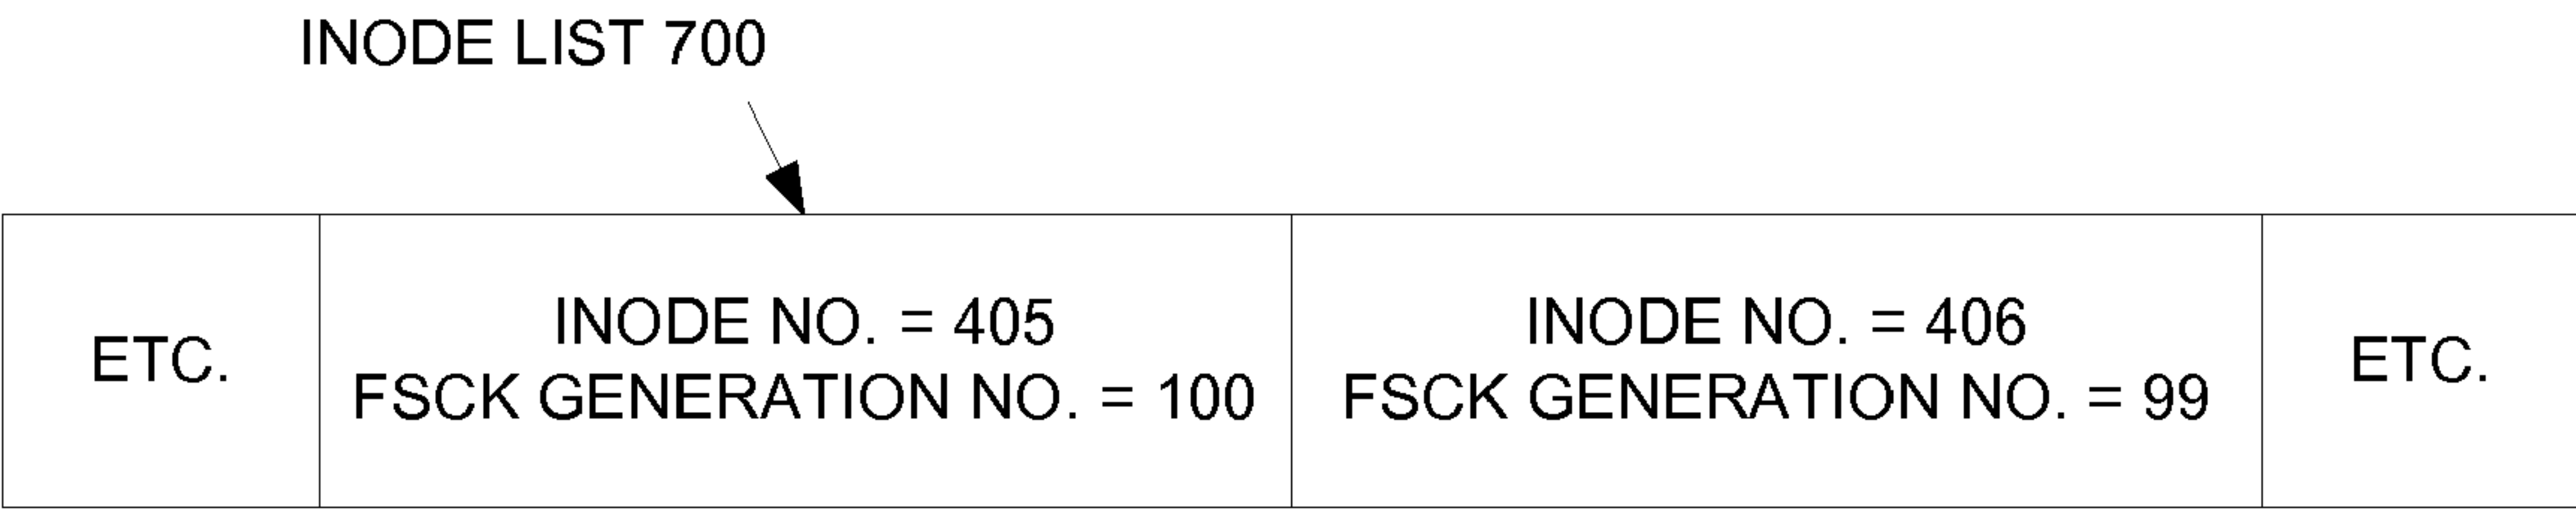 INODE LIST 700
ETC.
INODE NO. = 405
FSCK GENERATION NO. = 100
INODE NO. = 406
FSCK GENERATION NO. = 99
ETC.